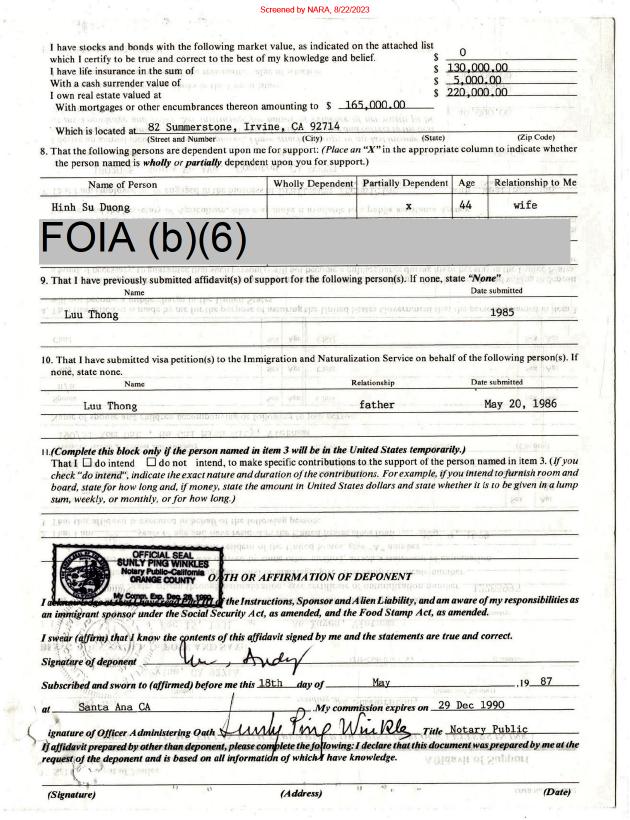 Screened by NARA, 8/22/2023
I have stocks and bonds with the following market value, as indicated on the attached list
which I certify to be true and correct to the best of my knowledge and belief. $ 0
I have life insurance in the sum of $ 130,000.00
With a cash surrender value of $ 5,000.00
I own real estate valued at $ 220,000.00
With mortgages or other encumbrances thereon amounting to $ 165,000.00
Which is located at 82 Summerstone, Irvine, CA 92714
(Street and Number) (City) (State) (Zip Code)
8. That the following persons are dependent upon me for support: (Place an "X" in the appropriate column to indicate whether
the person named is wholly or partially dependent upon you for support.)
Name of Person Wholly Dependent Partially Dependent Age Relationship to Me
Hinh Su Duong x 44 wife
FOIA (b)(6)
9. That I have previously submitted affidavit(s) of support for the following person(s). If none, state "None"
Name Date submitted
Luu Thong 1985
10. That I have submitted visa petition(s) to the Immigration and Naturalization Service on behalf of the following person(s). If
none, state none.
Name Relationship Date submitted
Luu Thong father May 20, 1986
11.(Complete this block only if the person named in item 3 will be in the United States temporarily.)
That I ☐ do intend ☐ do not intend, to make specific contributions to the support of the person named in item 3. (If you
check "do intend", indicate the exact nature and duration of the contributions. For example, if you intend to furnish room and
board, state for how long and, if money, state the amount in United States dollars and state whether it is to be given in a lump
sum, weekly, or monthly, or for how long.)
OFFICIAL SEAL
SUNLY PING WINKLES
Notary Public-California
ORANGE COUNTY
My Comm. Exp. Dec. 29, 1990
OATH OR AFFIRMATION OF DEPONENT
I of the Instructions, Sponsor and Alien Liability, and am aware of my responsibilities as
an immigrant sponsor under the Social Security Act, as amended, and the Food Stamp Act, as amended.
I swear (affirm) that I know the contents of this affidavit signed by me and the statements are true and correct.
Signature of deponent Luu, Andy
Subscribed and sworn to (affirmed) before me this 18th day of May ,19 87
at Santa Ana CA .My commission expires on 29 Dec 1990
ignature of Officer Administering Oath Sunly Ping Winkles Title Notary Public
If affidavit prepared by other than deponent, please complete the following: I declare that this document was prepared by me at the
request of the deponent and is based on all information of which I have knowledge.
(Signature) (Address) (Date)